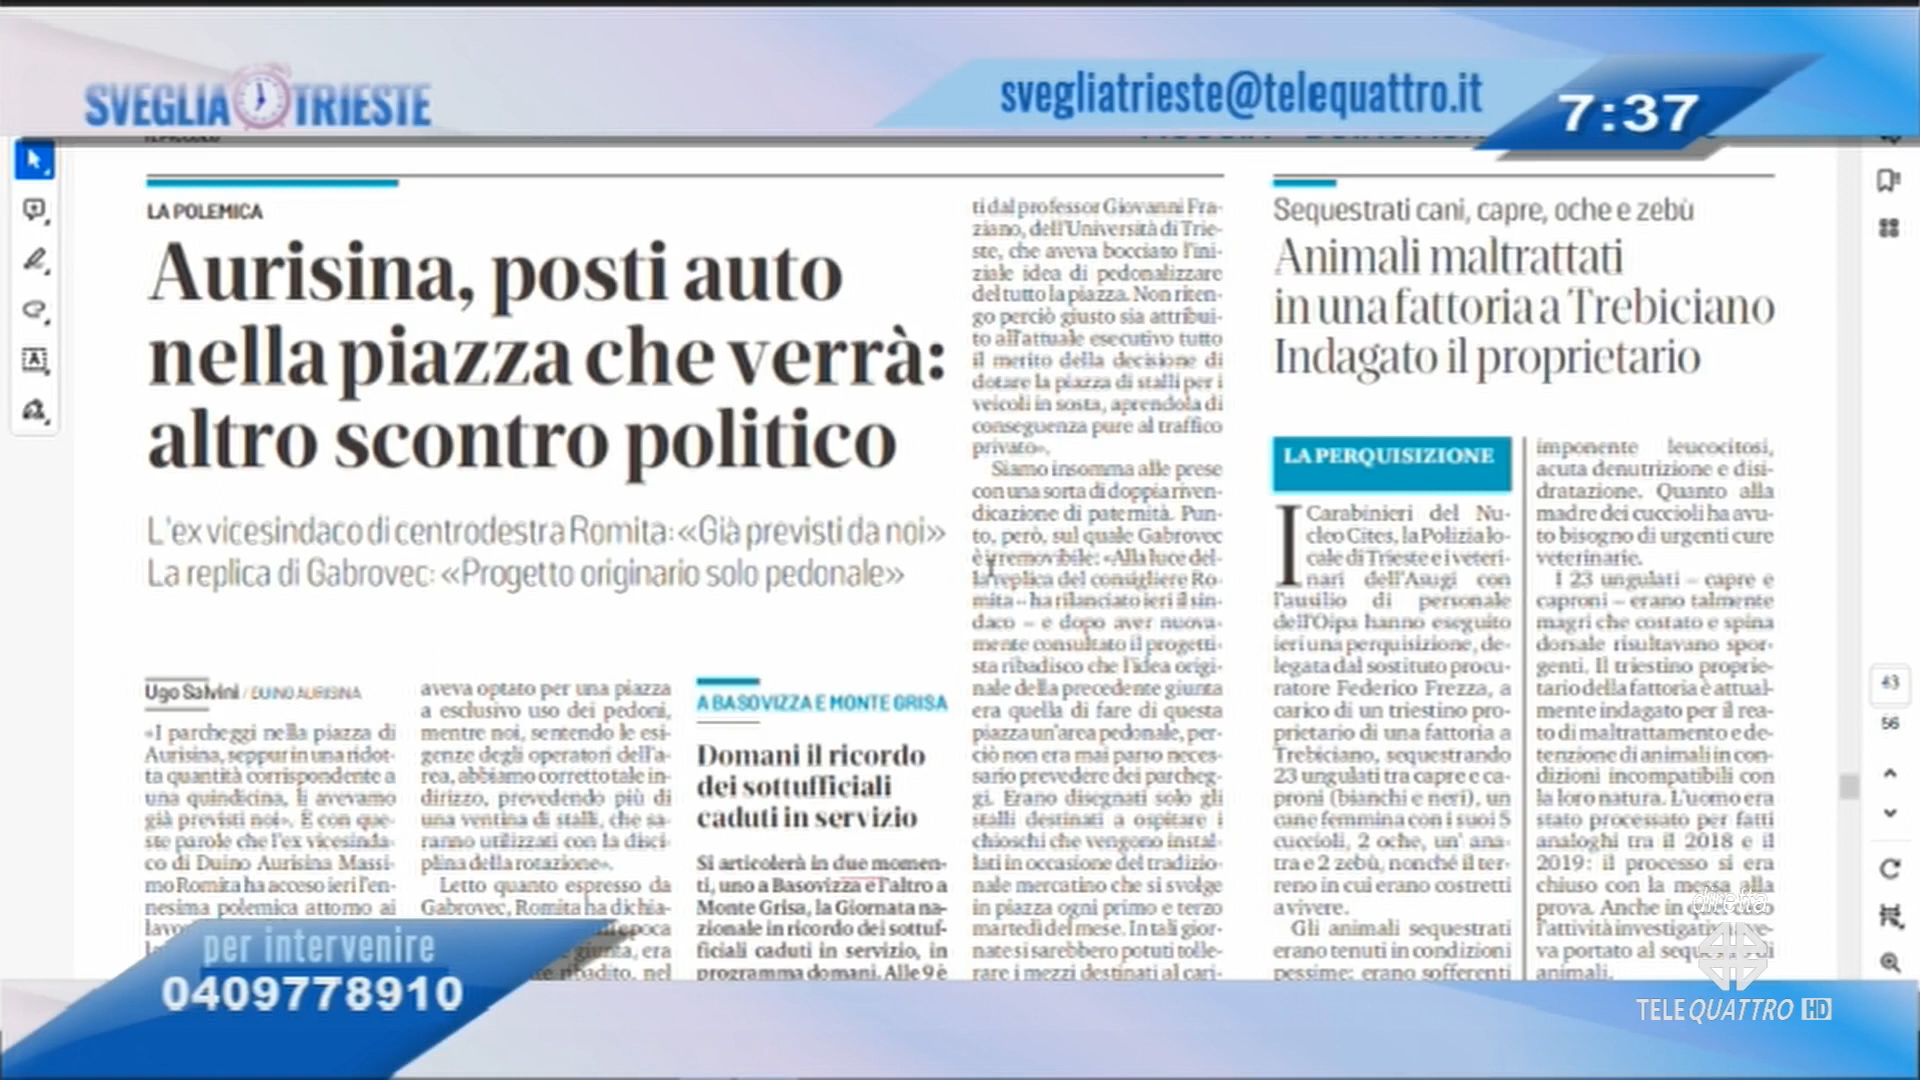 SVEGLIA TRIESTE
svegliatrieste@telequattro.it
7:37
LA POLEMICA
Aurisina, posti auto
nella piazza che verrà:
altro scontro politico
L'ex vicesindaco di centrodestra Romita: «Già previsti da noi»
La replica di Gabrovec: «Progetto originario solo pedonale»
Ugo Salvini / DUINO AURISINA
«I parcheggi nella piazza di
Aurisina, seppur in una ridot-
ta quantità corrispondente a
una quindicina, li avevamo
già previsti noi». È con que-
ste parole che l'ex vicesinda-
co di Duino Aurisina Massi-
mo Romita ha acceso ieri l'en-
nesima polemica attorno ai
aveva optato per una piazza
a esclusivo uso dei pedoni,
mentre noi, sentendo le esi-
genze degli operatori dell'a-
rea, abbiamo corretto tale in-
dirizzo, prevedendo più di
una ventina di stalli, che sa-
ranno utilizzati con la disci-
plina della rotazione».
Letto quanto espresso da
Gabrovec, Romita ha dichia-
era
ribadito, nel
A BASOVIZZA E MONTE GRISA
Domani il ricordo
dei sottufficiali
caduti in servizio
Si articolerà in due momen-
ti, uno a Basovizza e l'altro a
Monte Grisa, la Giornata na-
zionale in ricordo dei sottuf-
ficiali caduti in servizio, in
programma domani. Alle 9 è
ti dal professor Giovanni Fra-
ziano, dell'Università di Trie-
ste, che aveva bocciato l'ini-
ziale idea di pedonalizzare
del tutto la piazza. Non riten-
go perciò giusto sia attribui-
to all'attuale esecutivo tutto
il merito della decisione di
dotare la piazza di stalli per i
veicoli in sosta, aprendola di
conseguenza pure al traffico
privato».
Siamo insomma alle prese
con una sorta di doppia riven-
dicazione di paternità. Pun-
to, però, sul quale Gabrovec
è irremovibile: «Alla luce del-
la replica del consigliere Ro-
mita – ha rilanciato ieri il sin-
daco – e dopo aver nuova-
mente consultato il progetti-
sta ribadisco che l'idea origi-
nale della precedente giunta
era quella di fare di questa
piazza un'area pedonale, per-
ciò non era mai parso neces-
sario prevedere dei parcheg-
gi. Erano disegnati solo gli
stalli destinati a ospitare i
chioschi che vengono instal-
lati in occasione del tradizio-
nale mercatino che si svolge
in piazza ogni primo e terzo
martedì del mese. In tali gior-
nate si sarebbero potuti tolle-
rare i mezzi destinati al cari-
Sequestrati cani, capre, oche e zebù
Animali maltrattati
in una fattoria a Trebiciano
Indagato il proprietario
LA PERQUISIZIONE
I Carabinieri del Nu-
cleo Cites, la Polizia lo-
cale di Trieste e i veteri-
nari dell'Asugi con
l'ausilio di personale
dell'Oipa hanno eseguito
ieri una perquisizione, de-
legata dal sostituto procu-
ratore Federico Frezza, a
carico di un triestino pro-
prietario di una fattoria a
Trebiciano, sequestrando
23 ungulati tra capre e ca-
proni (bianchi e neri), un
cane femmina con i suoi 5
cuccioli, 2 oche, un' ana-
tra e 2 zebù, nonché il ter-
reno in cui erano costretti
a vivere.
Gli animali sequestrati
erano tenuti in condizioni
pessime: erano sofferenti
imponente leucocitosi,
acuta denutrizione e disi-
dratazione. Quanto alla
madre dei cuccioli ha avu-
to bisogno di urgenti cure
veterinarie.
I 23 ungulati – capre e
caproni – erano talmente
magri che costato e spina
dorsale risultavano spor-
genti. Il triestino proprie-
tario della fattoria è attual-
mente indagato per il rea-
to di maltrattamento e de-
tenzione di animali in con-
dizioni incompatibili con
la loro natura. L'uomo era
stato processato per fatti
analoghi tra il 2018 e il
2019: il processo si era
chiuso con la messa alla
prova. Anche in
l'attività
va portato al
animali.
43
56
per intervenire
0409778910
diretta
TELEQUATTRO HD